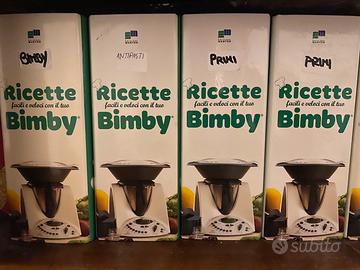 BIMBY
Ricette
facili e veloci con il tuo
Bimby
ANTIPASTI
Ricette
facili e veloci con il tuo
Bimby
PRIMI
Ricette
facili e veloci con il tuo
Bimby
PRIMI
Ricette
facili e veloci con il tuo
Bimby
subito